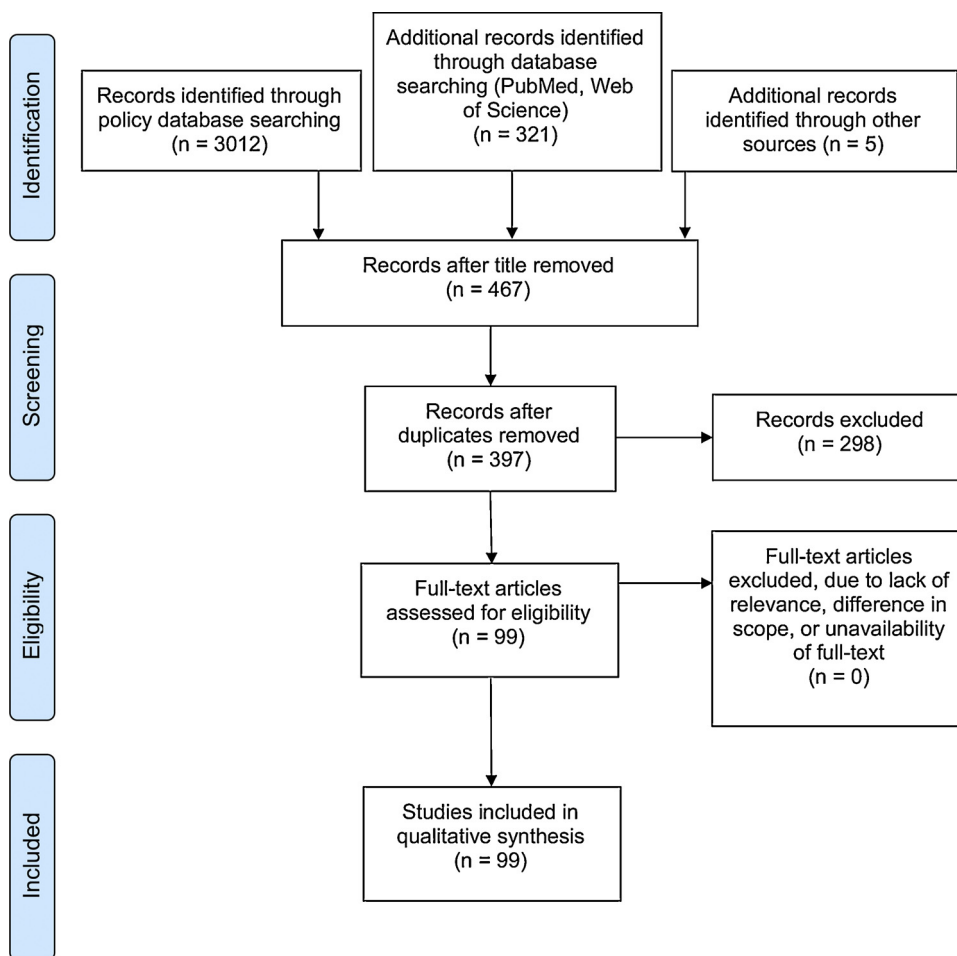 Identification
Records identified through
policy database searching
(n = 3012)
Additional records identified
through database
searching (PubMed, Web
of Science)
(n = 321)
Additional records
identified through other
sources (n = 5)
Records after title removed
(n = 467)
Screening
Records after
duplicates removed
(n = 397)
Records excluded
(n = 298)
Eligibility
Full-text articles
assessed for eligibility
(n = 99)
Full-text articles
excluded, due to lack of
relevance, difference in
scope, or unavailability
of full-text
(n = 0)
Included
Studies included in
qualitative synthesis
(n = 99)